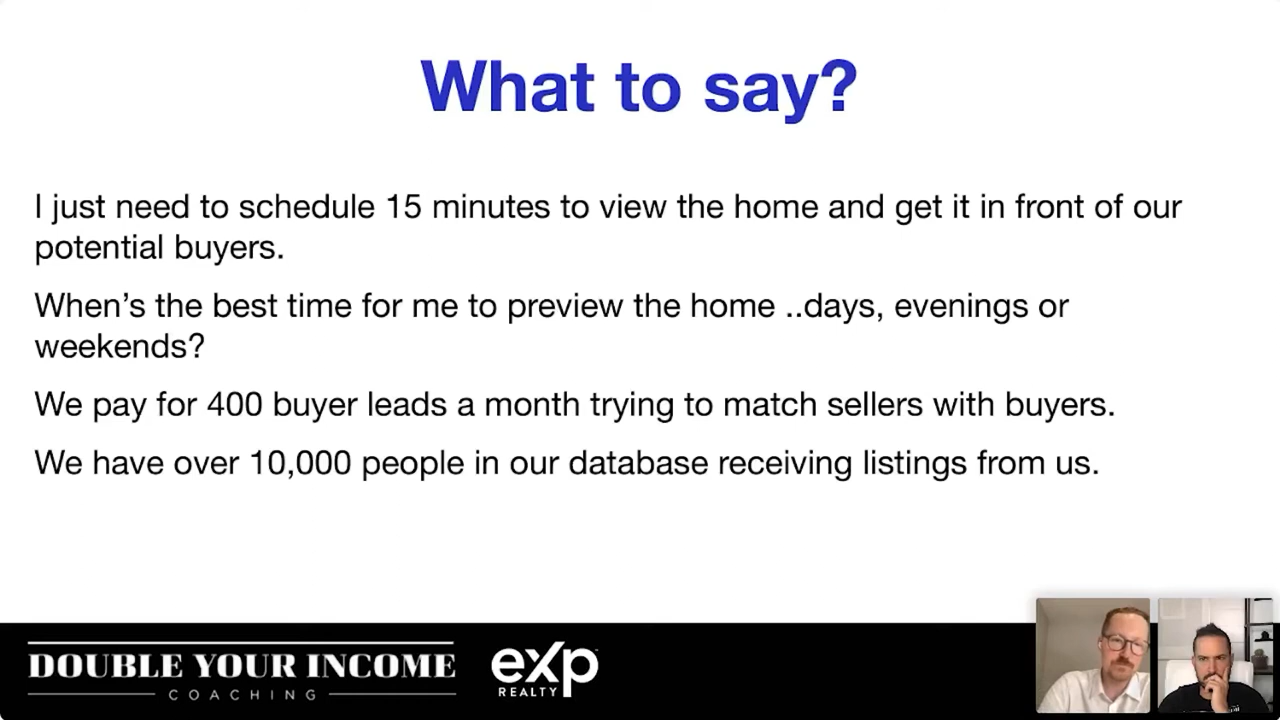 What to say?
I just need to schedule 15 minutes to view the home and get it in front of our
potential buyers.
When’s the best time for me to preview the home ..days, evenings or
weekends?
We pay for 400 buyer leads a month trying to match sellers with buyers.
We have over 10,000 people in our database receiving listings from us.
DOUBLE YOUR INCOME
COACHING
eXp
REALTY